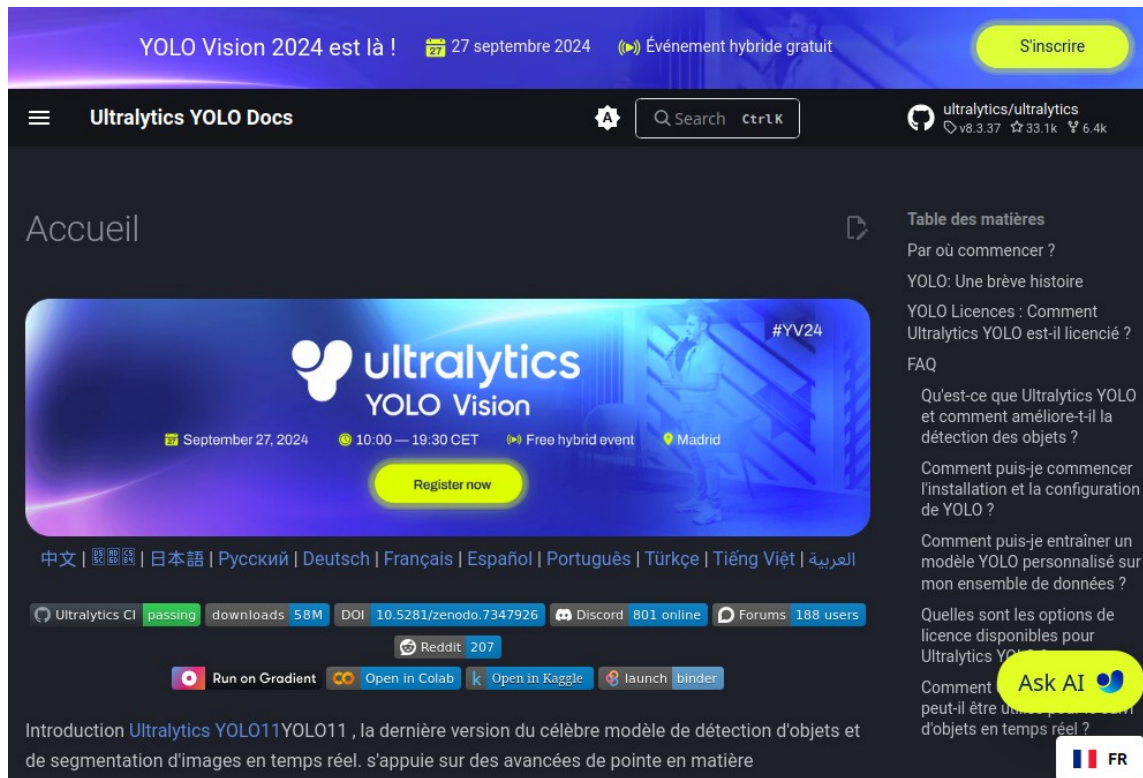 YOLO Vision 2024 est là !
27 septembre 2024
Événement hybride gratuit
S'inscrire
Ultralytics YOLO Docs
A
Search Ctrl K
ultralytics/ultralytics
v8.3.37 33.1k 6.4k
Accueil
#YV24
ultralytics
YOLO Vision
September 27, 2024
10:00 — 19:30 CET
Free hybrid event
Madrid
Register now
中文 | 日本語 | Русский | Deutsch | Français | Español | Português | Türkçe | Tiếng Việt | العربية
Ultralytics CI passing downloads 58M DOI 10.5281/zenodo.7347926 Discord 801 online Forums 188 users
Reddit 207
Run on Gradient Open in Colab k Open in Kaggle launch binder
Introduction Ultralytics YOLO11YOLO11 , la dernière version du célèbre modèle de détection d'objets et
de segmentation d'images en temps réel. s'appuie sur des avancées de pointe en matière
Table des matières
Par où commencer ?
YOLO: Une brève histoire
YOLO Licences : Comment
Ultralytics YOLO est-il licencié ?
FAQ
Qu'est-ce que Ultralytics YOLO
et comment améliore-t-il la
détection des objets ?
Comment puis-je commencer
l'installation et la configuration
de YOLO ?
Comment puis-je entraîner un
modèle YOLO personnalisé sur
mon ensemble de données ?
Quelles sont les options de
licence disponibles pour
Ultralytics
Comment
peut-il être
d'objets en temps réel ?
Ask AI
FR